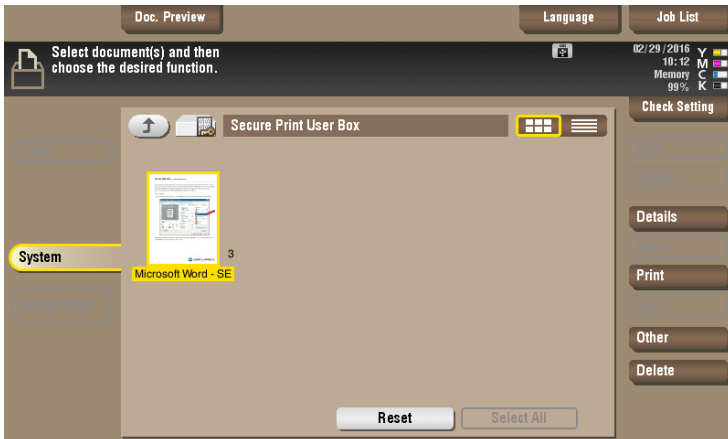 Doc. Preview
Language
Job List
Select document(s) and then
choose the desired function.
02/29/2016
10:12
Memory
99%
Y
M
C
K
Check Setting
Secure Print User Box
System
3
Microsoft Word - SE
Details
Print
Other
Delete
Reset
Select All